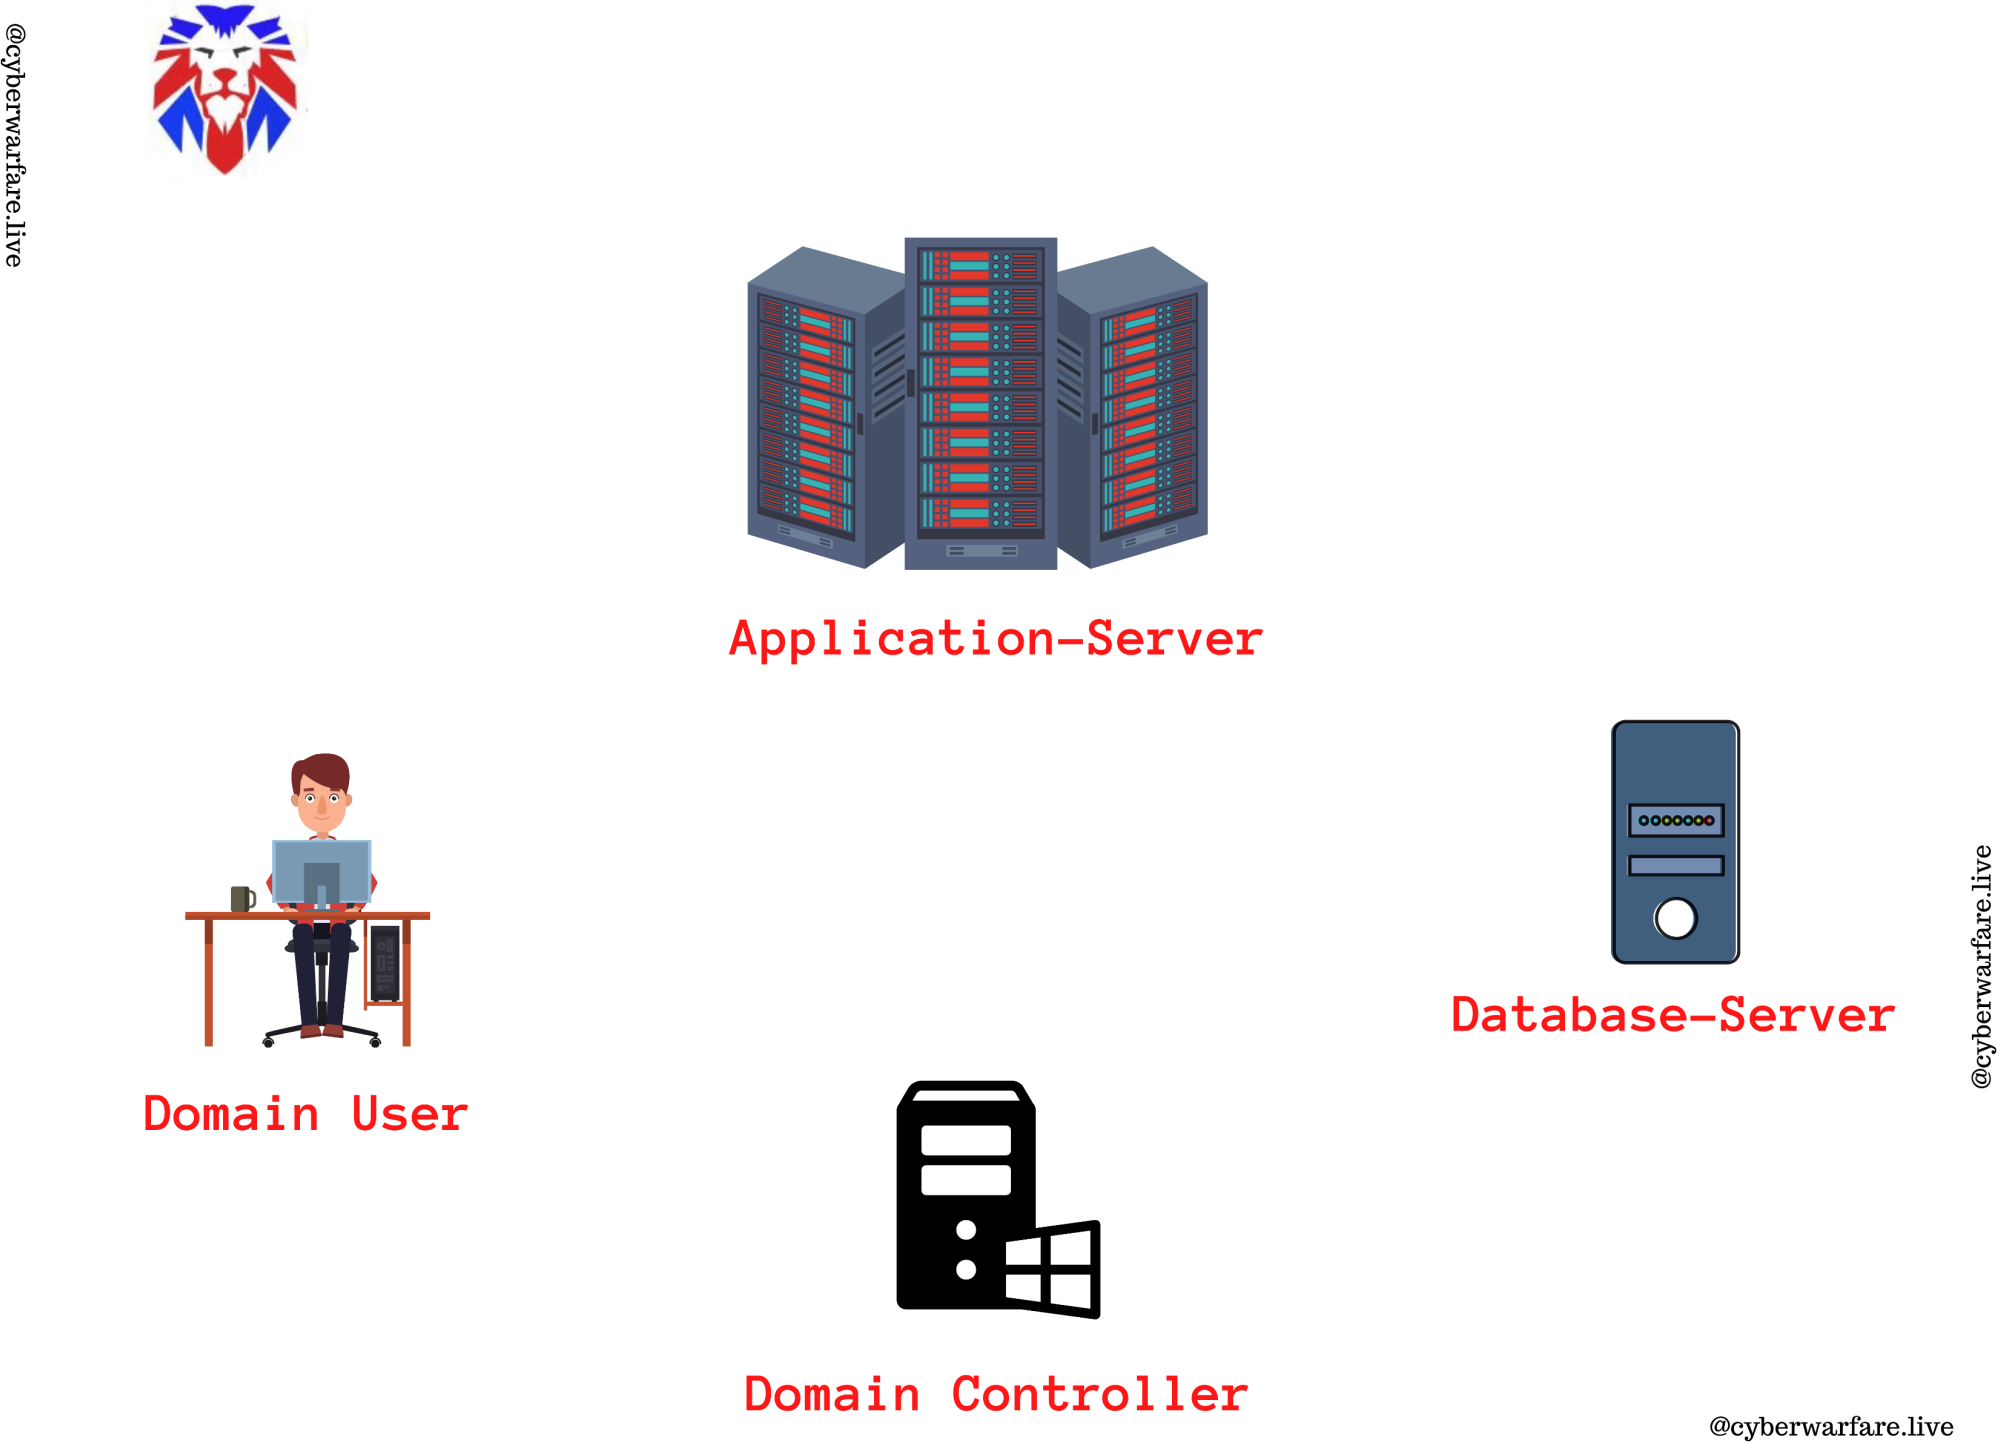 @cyberwarfare.live
Application-Server
Domain User
Database-Server
@cyberwarfare.live
Domain Controller
@cyberwarfare.live